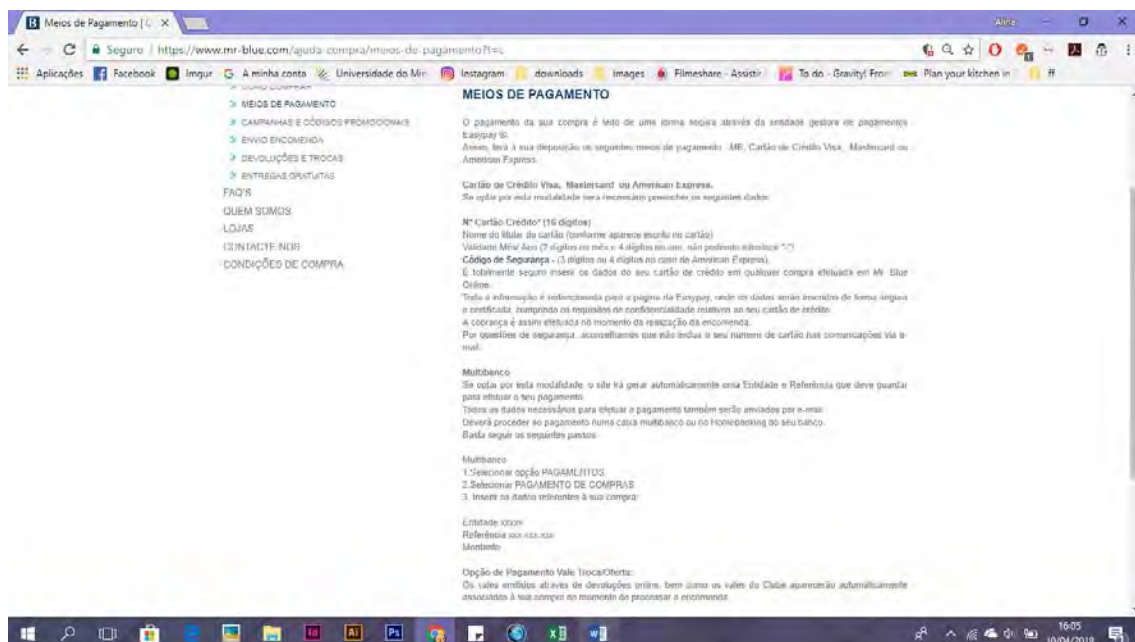 Meios de Pagamento | C
Aline
Seguro | https://www.mr-blue.com/ajuda-compra/meios-de-pagamento?t=c
Aplicações Facebook Imgur A minha conta Universidade do Min Instagram downloads Images Filmeshare - Assistir To do - Gravity! From Plan your kitchen in ff
COMO COMPRAR
MEIOS DE PAGAMENTO
CAMPANHAS E CÓDIGOS PROMOCIONAIS
ENVIO ENCOMENDA
DEVOLUÇÕES E TROCAS
ENTREGAS GRATUITAS
FAQ'S
QUEM SOMOS
LOJAS
CONTACTE-NOS
CONDIÇÕES DE COMPRA
MEIOS DE PAGAMENTO
O pagamento da sua compra é feito de uma forma segura através da entidade gestora de pagamentos
Easypay ®.
Assim, terá à sua disposição os seguintes meios de pagamento: MB, Cartão de Crédito Visa, Mastercard ou
American Express.
Cartão de Crédito Visa, Mastercard ou American Express.
Se optar por esta modalidade será necessário preencher os seguintes dados:
Nº Cartão Crédito* (16 dígitos)
Nome do titular do cartão (conforme aparece escrito no cartão)
Validade Mês/ Ano (2 dígitos no mês e 4 dígitos no ano, não podendo introduzir "-")
Código de Segurança - (3 dígitos ou 4 dígitos no caso da American Express).
É totalmente seguro inserir os dados do seu cartão de crédito em qualquer compra efetuada em Mr. Blue
Online.
Toda a informação é redirecionada para a página da Easypay, onde os dados serão inseridos de forma segura
e certificada, cumprindo os requisitos de confidencialidade relativos ao seu cartão de crédito.
A cobrança é assim efetuada no momento da realização da encomenda.
Por questões de segurança, aconselhamos que não inclua o seu número de cartão nas comunicações via e-
mail.
Multibanco
Se optar por esta modalidade, o site irá gerar automaticamente uma Entidade e Referência que deve guardar
para efetuar o seu pagamento.
Todos os dados necessários para efetuar o pagamento também serão enviados por e-mail.
Deverá proceder ao pagamento numa caixa multibanco ou no Homebanking do seu banco.
Basta seguir os seguintes passos:
Multibanco
1.Selecionar opção PAGAMENTOS
2.Selecionar PAGAMENTO DE COMPRAS
3. Inserir os dados referentes à sua compra:
Entidade xxxxx
Referência xxx xxx xxx
Montante
Opção de Pagamento Vale Troca/Oferta:
Os vales emitidos através de devoluções online, bem como os vales do Clube aparecerão automaticamente
associados à sua compra no momento de processar a encomenda.
16:05
10/04/2018